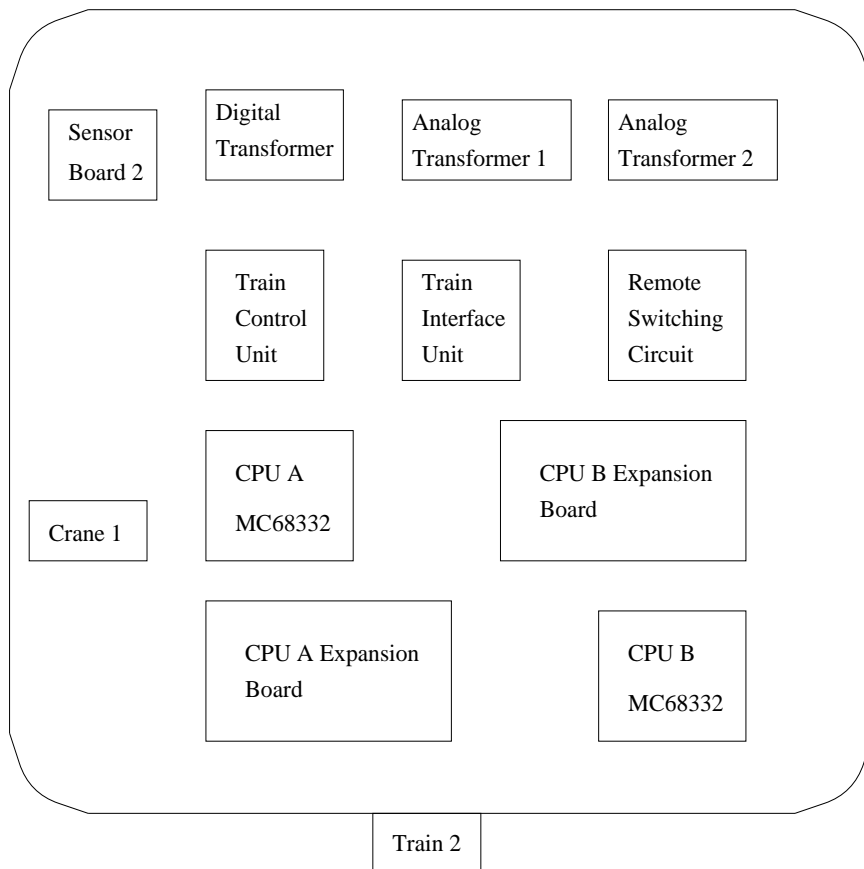 Sensor
Board 2
Digital
Transformer
Analog
Transformer 1
Analog
Transformer 2
Train
Control
Unit
Train
Interface
Unit
Remote
Switching
Circuit
CPU A
MC68332
CPU B Expansion
Board
Crane 1
CPU A Expansion
Board
CPU B
MC68332
Train 2